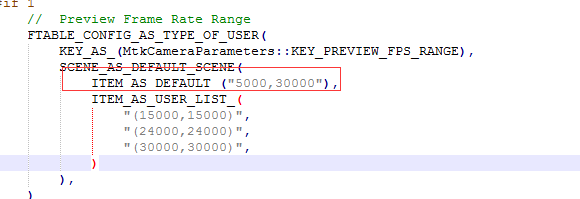 #if 1
//  Preview Frame Rate Range
FTABLE_CONFIG_AS_TYPE_OF_USER(
KEY_AS_(MtkCameraParameters::KEY_PREVIEW_FPS_RANGE),
SCENE_AS_DEFAULT_SCENE(
ITEM_AS_DEFAULT_("5000,30000"),
ITEM_AS_USER_LIST_(
"(15000,15000)",
"(24000,24000)",
"(30000,30000)",
)
),
)